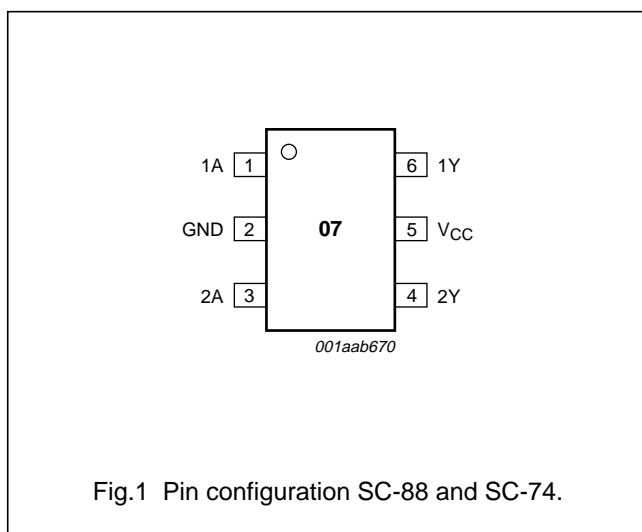 1A 1 6 1Y
GND 2 07 5 VCC
2A 3 4 2Y
001aab670
Fig.1 Pin configuration SC-88 and SC-74.